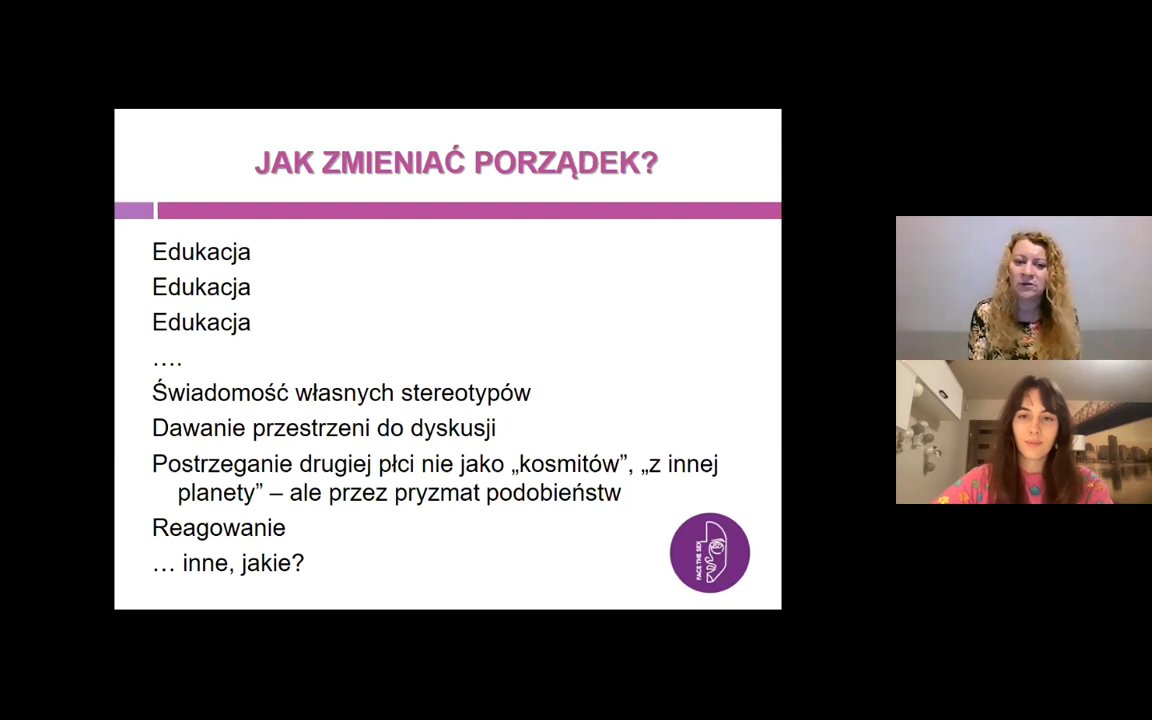 JAK ZMIENIAĆ PORZĄDEK?
Edukacja
Edukacja
Edukacja
….
Świadomość własnych stereotypów
Dawanie przestrzeni do dyskusji
Postrzeganie drugiej płci nie jako „kosmitów”, „z innej
planety” – ale przez pryzmat podobieństw
Reagowanie
… inne, jakie?
FACE THE SEX